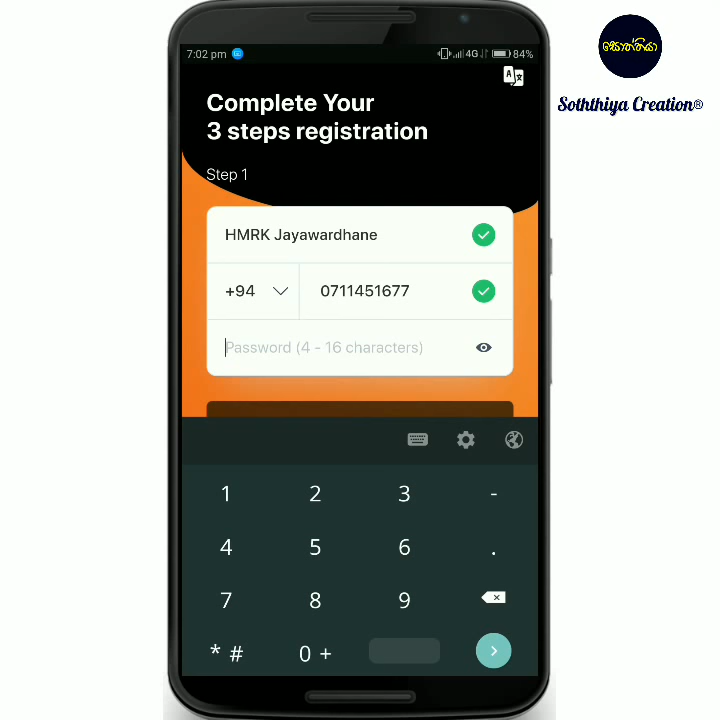 7:02 pm
4G
84%
සොත්තියා
Soththiya Creation®
A
Complete Your
3 steps registration
Step 1
HMRK Jayawardhane
+94
0711451677
Password (4 - 16 characters)
1 2 3 -
4 5 6 .
7 8 9
* # 0 +